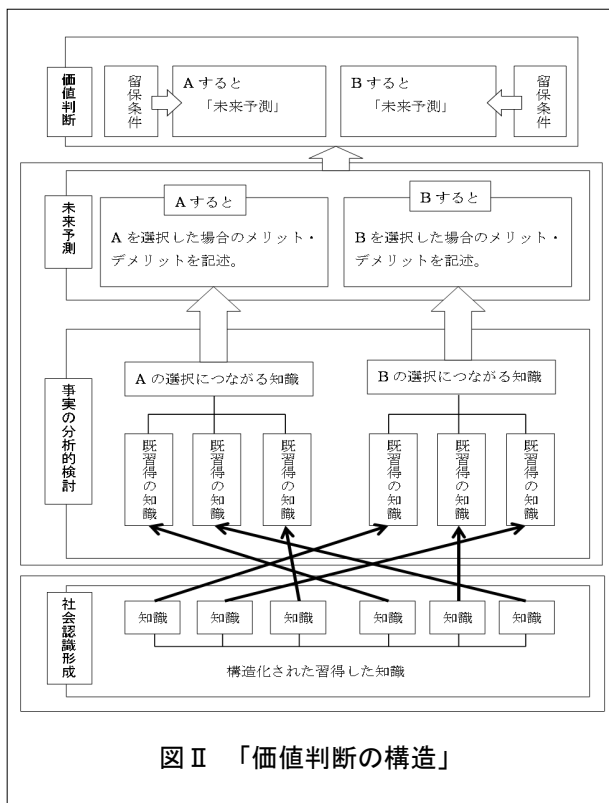 価値判断
留保条件
Aすると
「未来予測」
Bすると
「未来予測」
留保条件
未来予測
Aすると
Aを選択した場合のメリット・
デメリットを記述。
Bすると
Bを選択した場合のメリット・
デメリットを記述。
事実の分析的検討
Aの選択につながる知識
Bの選択につながる知識
既習得の知識
既習得の知識
既習得の知識
既習得の知識
既習得の知識
既習得の知識
社会認識形成
知識
知識
知識
知識
知識
知識
構造化された習得した知識
図Ⅱ 「価値判断の構造」